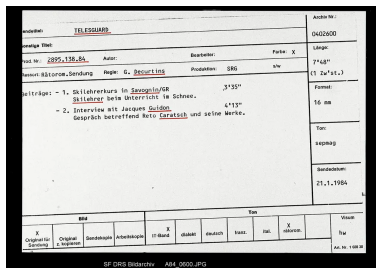 Archiv Nr.:
Sendetitel: TELESGUARD
0402600
Sonstige Titel:
Länge:
Prod. Nr.: 2895.138.84 Autor: Bearbeiter: Farbe: X
7'48"
(1 Zw'st.)
Ressort: Rätorom.Sendung Regie: G. Decurtins Produktion: SRG s/w
Format:
16 mm
Beiträge: - 1. Skilehrerkurs in Savognin/GR 3'35"
Skilehrer beim Unterricht im Schnee.
- 2. Interview mit Jacques Guidon 4'13"
Gespräch betreffend Reto Caratsch und seine Werke.
Ton:
sepmag
Sendedatum:
21.1.1984
Bild Ton Visum
X Original für Sendung
Original z. kopieren
Sendekopie
Arbeitskopie
X IT-Band
dialekt
deutsch
franz.
ital.
X rätorom.
hw
SF DRS Bildarchiv A84_0600.JPG